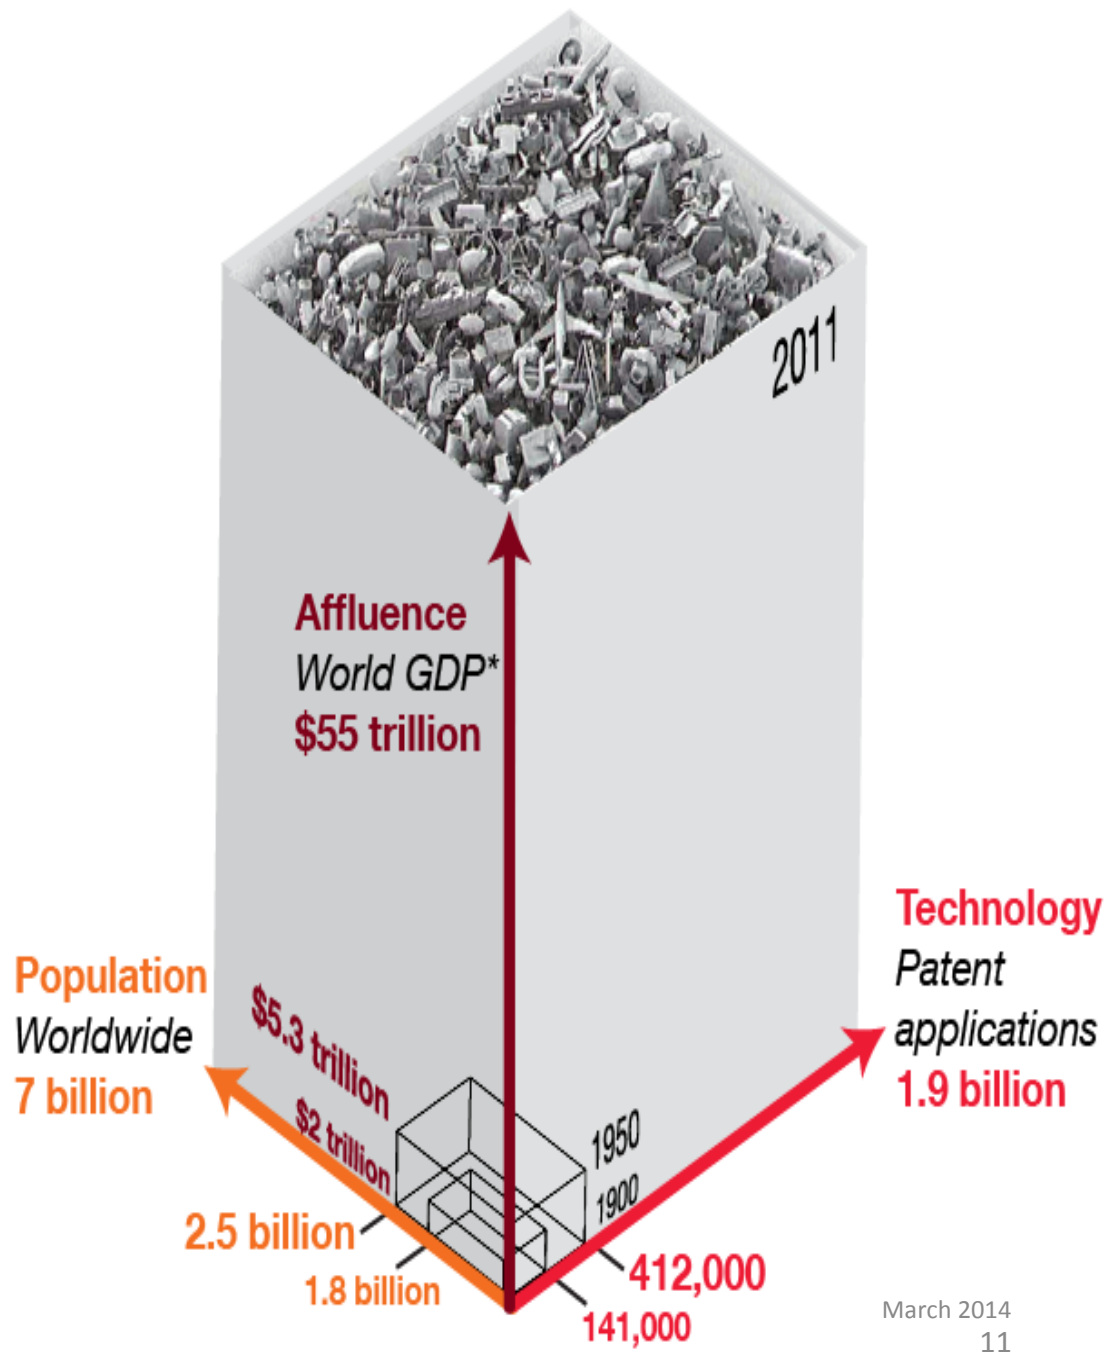 2011
Affluence
World GDP*
$55 trillion
Technology
Patent
applications
1.9 billion
Population
Worldwide
7 billion
$5.3 trillion
$2 trillion
1950
1900
2.5 billion
1.8 billion
412,000
141,000
March 2014
11